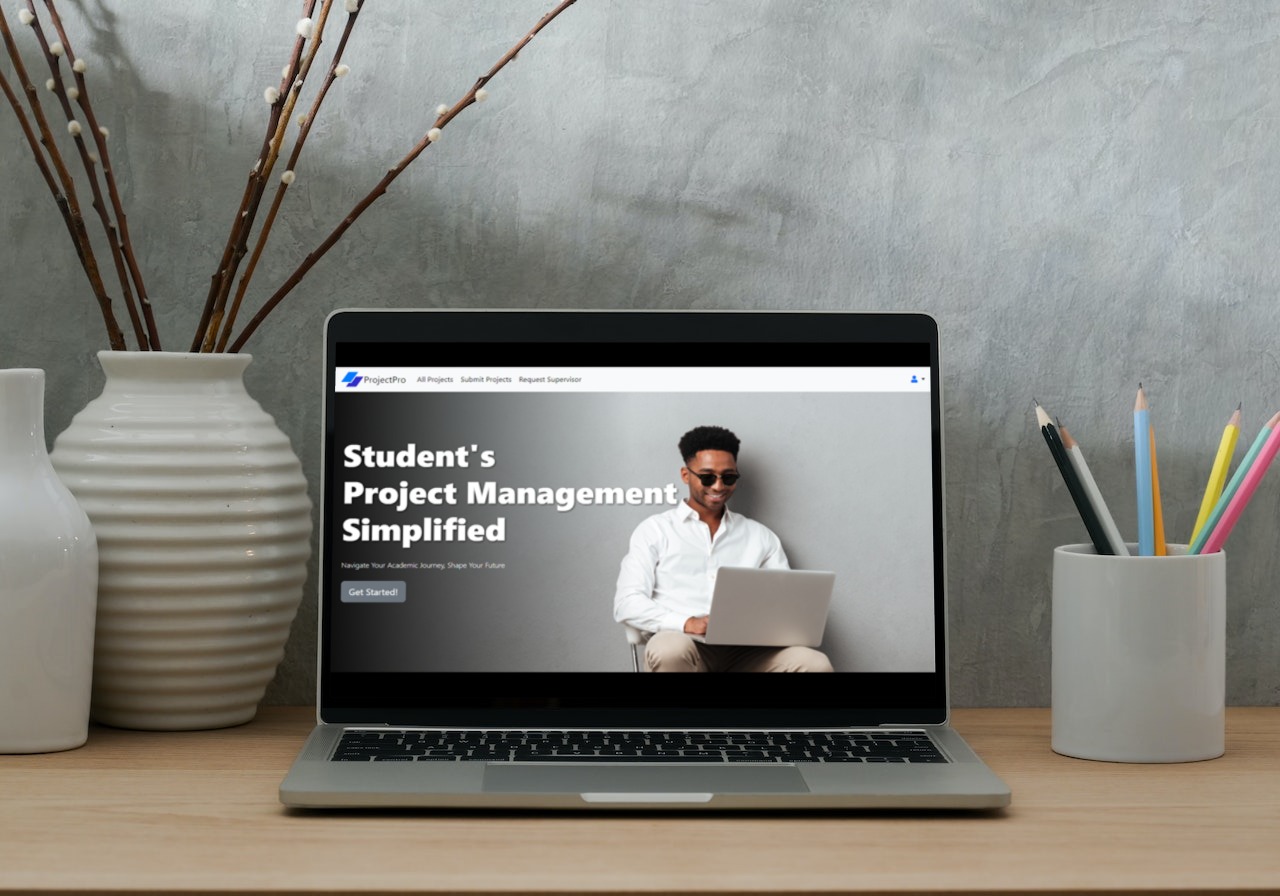 ProjectPro All Projects Submit Projects Request Supervisor
Student's
Project Management
Simplified
Navigate Your Academic Journey, Shape Your Future
Get Started!